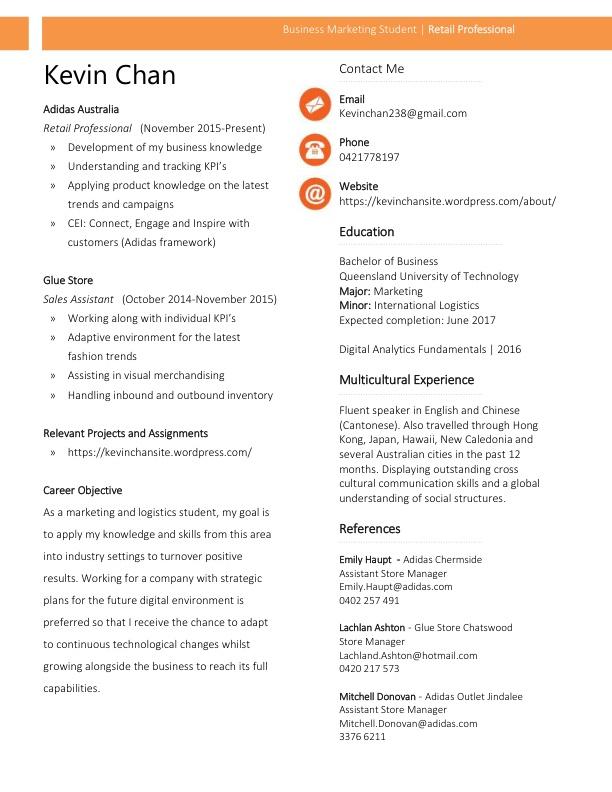 Business Marketing Student | Retail Professional
Kevin Chan
Adidas Australia
Retail Professional (November 2015-Present)
» Development of my business knowledge
» Understanding and tracking KPI's
» Applying product knowledge on the latest
trends and campaigns
» CEI: Connect, Engage and Inspire with
customers (Adidas framework)
Glue Store
Sales Assistant (October 2014-November 2015)
» Working along with individual KPI's
» Adaptive environment for the latest
fashion trends
» Assisting in visual merchandising
» Handling inbound and outbound inventory
Relevant Projects and Assignments
» https://kevinchansite.wordpress.com/
Career Objective
As a marketing and logistics student, my goal is
to apply my knowledge and skills from this area
into industry settings to turnover positive
results. Working for a company with strategic
plans for the future digital environment is
preferred so that I receive the chance to adapt
to continuous technological changes whilst
growing alongside the business to reach its full
capabilities.
Contact Me
Email
Kevinchan238@gmail.com
Phone
0421778197
@
Website
https://kevinchansite.wordpress.com/about/
Education
Bachelor of Business
Queensland University of Technology
Major: Marketing
Minor: International Logistics
Expected completion: June 2017
Digital Analytics Fundamentals | 2016
Multicultural Experience
Fluent speaker in English and Chinese
(Cantonese). Also travelled through Hong
Kong, Japan, Hawaii, New Caledonia and
several Australian cities in the past 12
months. Displaying outstanding cross
cultural communication skills and a global
understanding of social structures.
References
Emily Haupt - Adidas Chermside
Assistant Store Manager
Emily.Haupt@adidas.com
0402 257 491
Lachlan Ashton - Glue Store Chatswood
Store Manager
Lachland.Ashton@hotmail.com
0420 217 573
Mitchell Donovan - Adidas Outlet Jindalee
Assistant Store Manager
Mitchell.Donovan@adidas.com
3376 6211